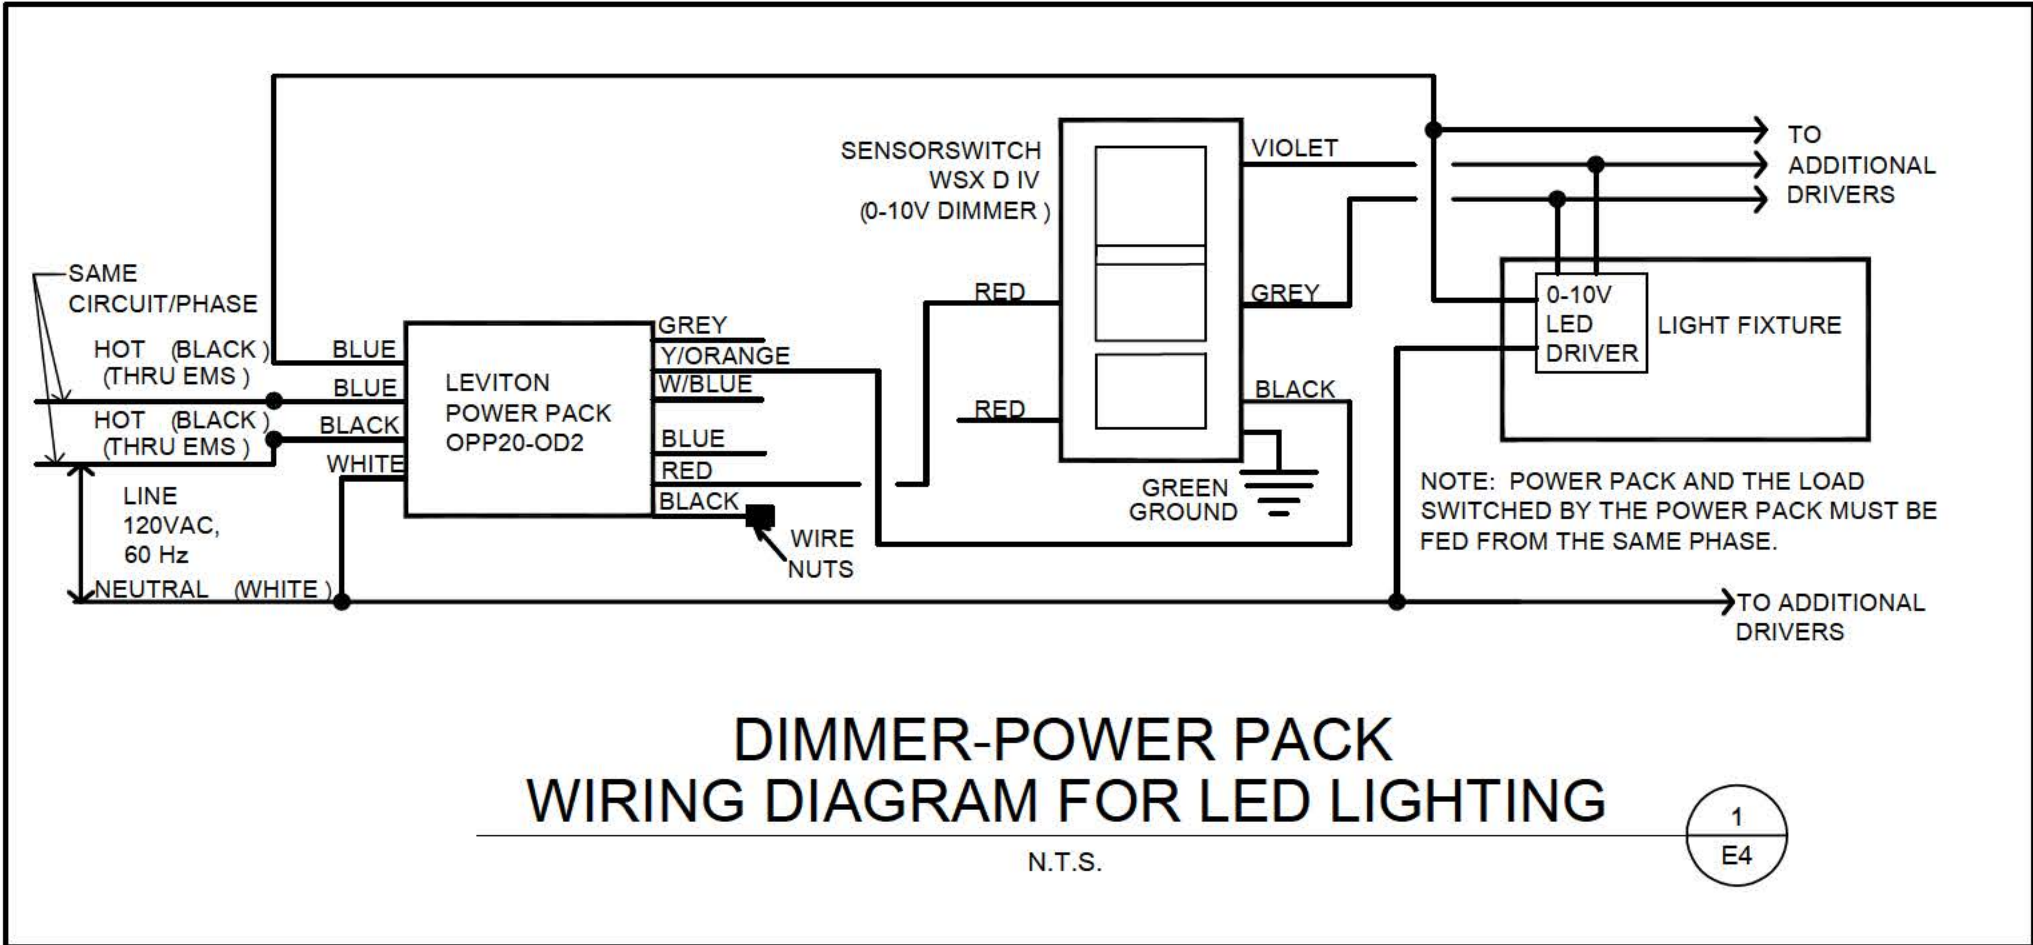 SENSORSWITCH
WSX D IV
(0-10V DIMMER )
VIOLET
TO
ADDITIONAL
DRIVERS
SAME
CIRCUIT/PHASE
HOT (BLACK )
(THRU EMS )
BLUE
BLUE
HOT (BLACK )
(THRU EMS )
BLACK
WHITE
LEVITON
POWER PACK
OPP20-OD2
GREY
Y/ORANGE
W/BLUE
BLUE
RED
BLACK
WIRE
NUTS
RED
RED
GREY
BLACK
GREEN
GROUND
0-10V
LED
DRIVER
LIGHT FIXTURE
NOTE: POWER PACK AND THE LOAD
SWITCHED BY THE POWER PACK MUST BE
FED FROM THE SAME PHASE.
LINE
120VAC,
60 Hz
NEUTRAL (WHITE )
TO ADDITIONAL
DRIVERS
DIMMER-POWER PACK
WIRING DIAGRAM FOR LED LIGHTING
N.T.S.
1
E4